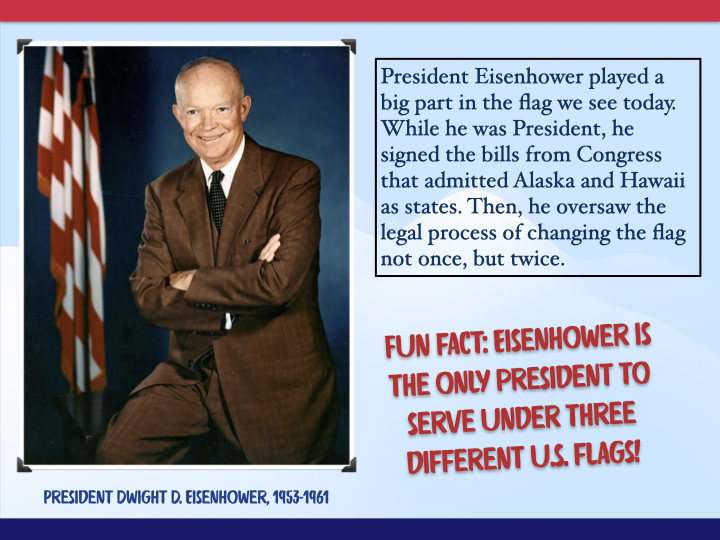 President Eisenhower played a
big part in the flag we see today.
While he was President, he
signed the bills from Congress
that admitted Alaska and Hawaii
as states. Then, he oversaw the
legal process of changing the flag
not once, but twice.
FUN FACT: EISENHOWER IS
THE ONLY PRESIDENT TO
SERVE UNDER THREE
DIFFERENT U.S. FLAGS!
PRESIDENT DWIGHT D. EISENHOWER, 1953-1961